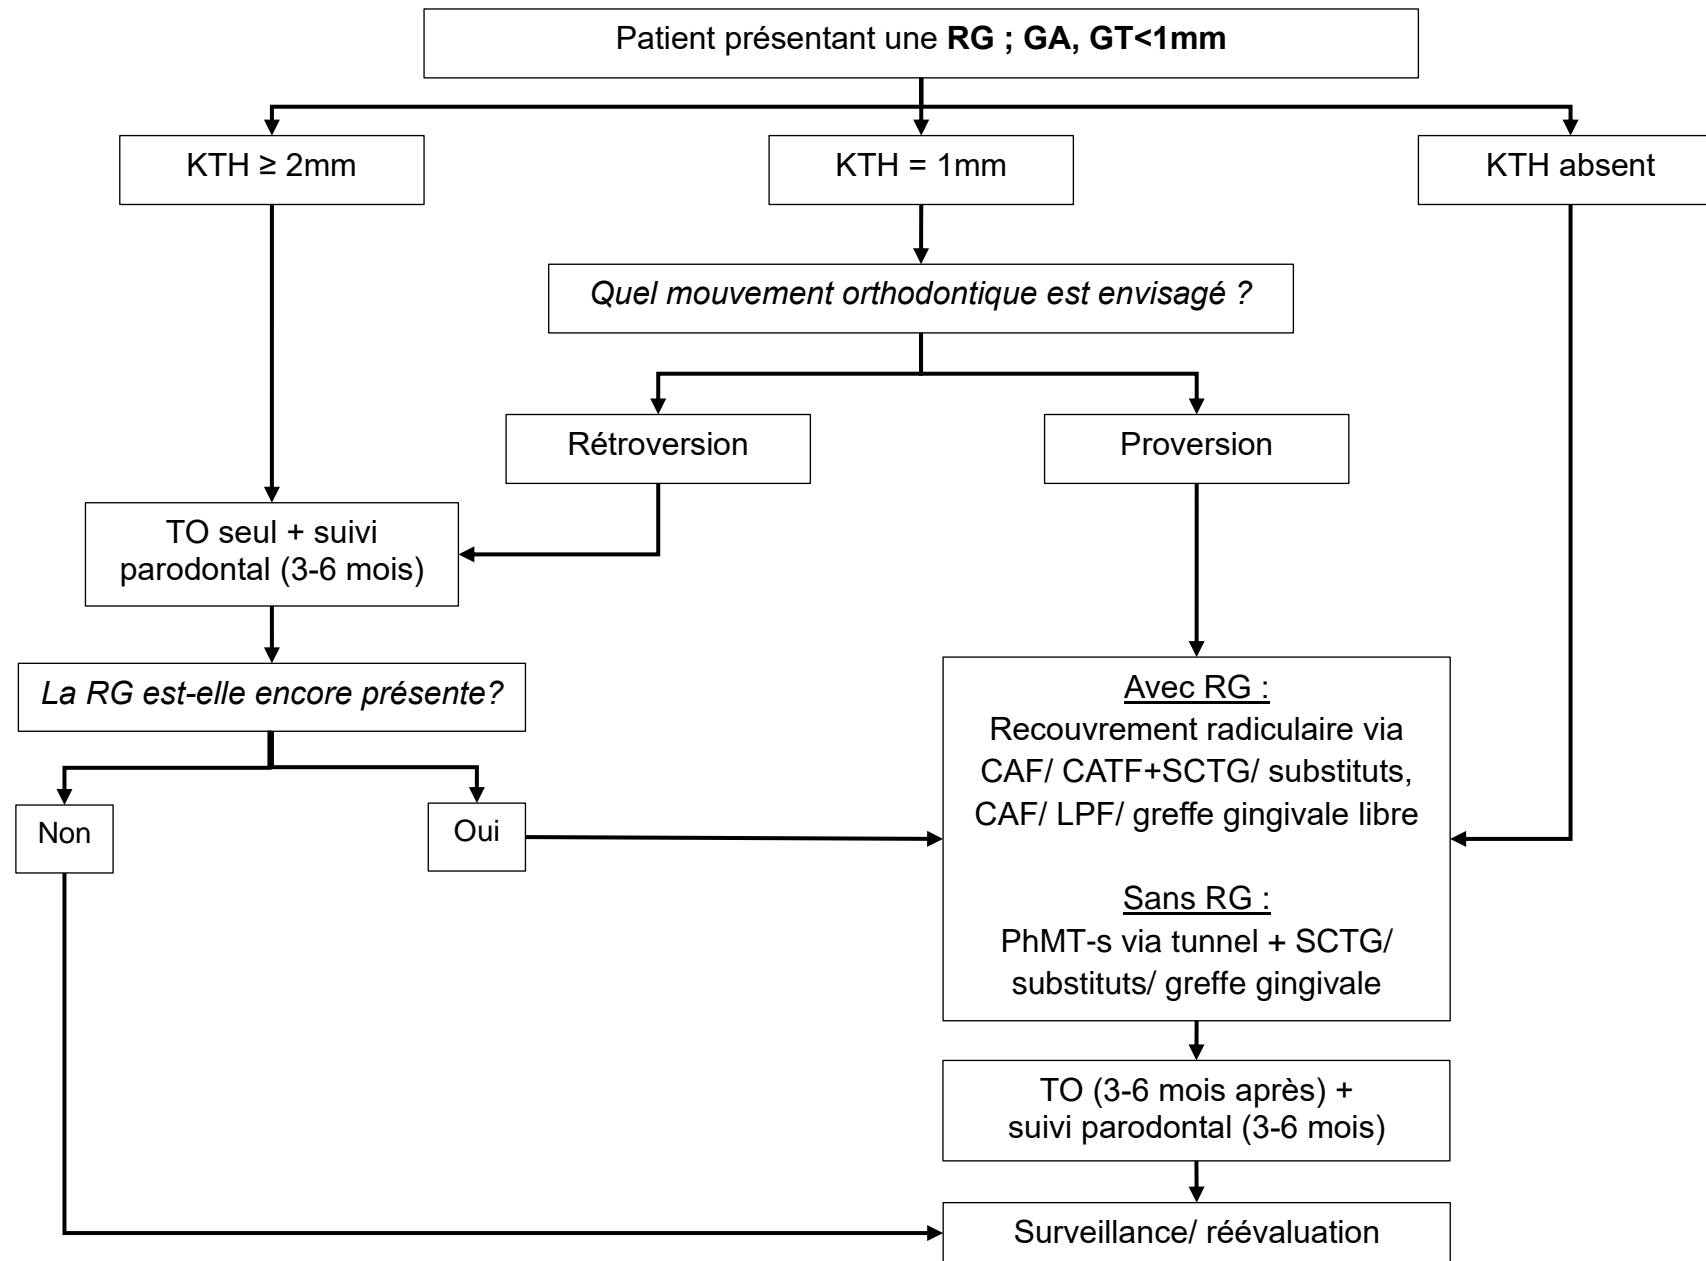 Patient présentant une RG ; GA, GT<1mm
KTH ≥ 2mm
KTH = 1mm
KTH absent
Quel mouvement orthodontique est envisagé ?
Rétroversion
Proversion
TO seul + suivi
parodontal (3-6 mois)
La RG est-elle encore présente?
Non
Oui
Avec RG :
Recouvrement radiculaire via
CAF/ CATF+SCTG/ substituts,
CAF/ LPF/ greffe gingivale libre
Sans RG :
PhMT-s via tunnel + SCTG/
substituts/ greffe gingivale
TO (3-6 mois après) +
suivi parodontal (3-6 mois)
Surveillance/ réévaluation